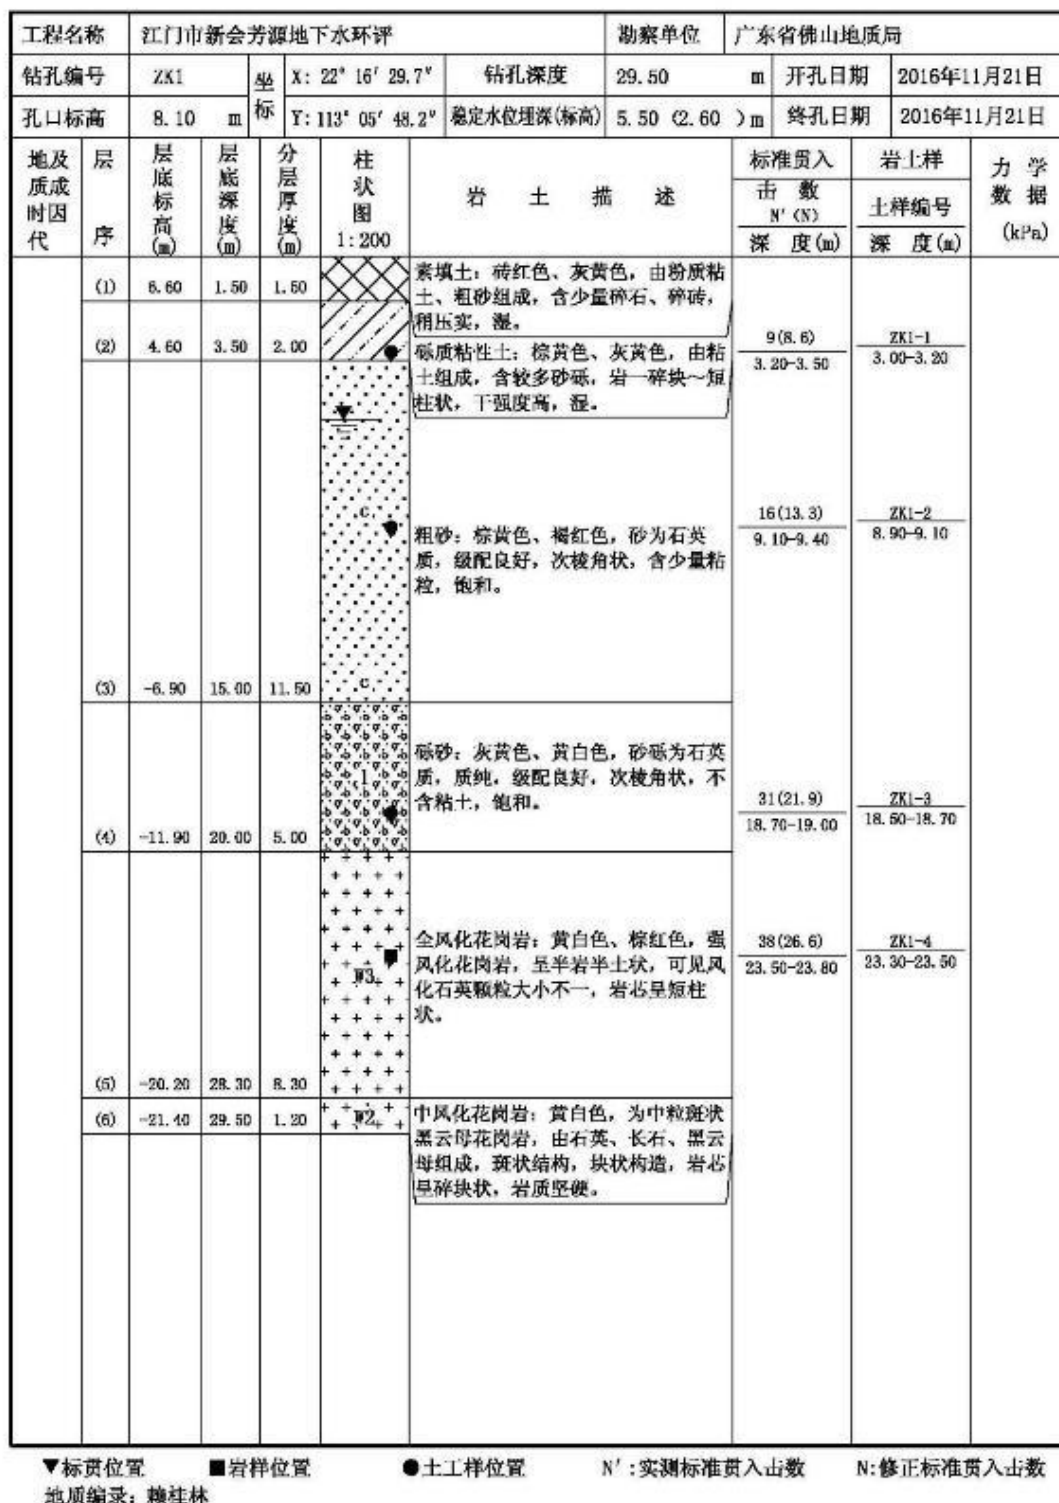 工程名称 江门市新会芳源地下水环评 勘察单位 广东省佛山地质局
钻孔编号 ZK1 坐标 X: 22° 16′ 29.7″ 钻孔深度 29.50 m 开孔日期 2016年11月21日
孔口标高 8.10 m Y: 113° 05′ 48.2″ 稳定水位埋深(标高) 5.50 (2.60 ) m 终孔日期 2016年11月21日
地质时代及成因
层序
层底标高(m)
层底深度(m)
分层厚度(m)
柱状图
1:200
岩 土 描 述
标准贯入
击 数
N' (N)
深 度(m)
岩土样
土样编号
深 度(m)
力 学
数 据
(kPa)
(1) 6.60 1.50 1.50
素填土：砖红色、灰黄色，由粉质粘
土、粗砂组成，含少量碎石、碎砖，
稍压实，湿。
(2) 4.60 3.50 2.00
砾质粘性土：棕黄色、灰黄色，由粘
土组成，含较多砂砾，岩一碎块～短
柱状，干强度高，湿。
9(8.6)
3.20-3.50
ZK1-1
3.00-3.20
c
粗砂：棕黄色、褐红色，砂为石英
质，级配良好，次棱角状，含少量粘
粒，饱和。
16(13.3)
9.10-9.40
ZK1-2
8.90-9.10
(3) -6.90 15.00 11.50
c
砾砂：灰黄色、黄白色，砂砾为石英
质，质纯，级配良好，次棱角状，不
含粘土，饱和。
1
31(21.9)
18.70-19.00
ZK1-3
18.50-18.70
(4) -11.90 20.00 5.00
全风化花岗岩：黄白色、棕红色，强
风化花岗岩，呈半岩半土状，可见风
化石英颗粒大小不一，岩芯呈短柱
状。
W3
38(26.6)
23.50-23.80
ZK1-4
23.30-23.50
(5) -20.20 28.30 8.30
(6) -21.40 29.50 1.20
W2
中风化花岗岩：黄白色，为中粒斑状
黑云母花岗岩，由石英、长石、黑云
母组成，斑状结构，块状构造，岩芯
呈碎块状，岩质坚硬。
▼标贯位置 ■岩样位置 ●土工样位置 N′:实测标准贯入击数 N:修正标准贯入击数
地质编录：赖桂林